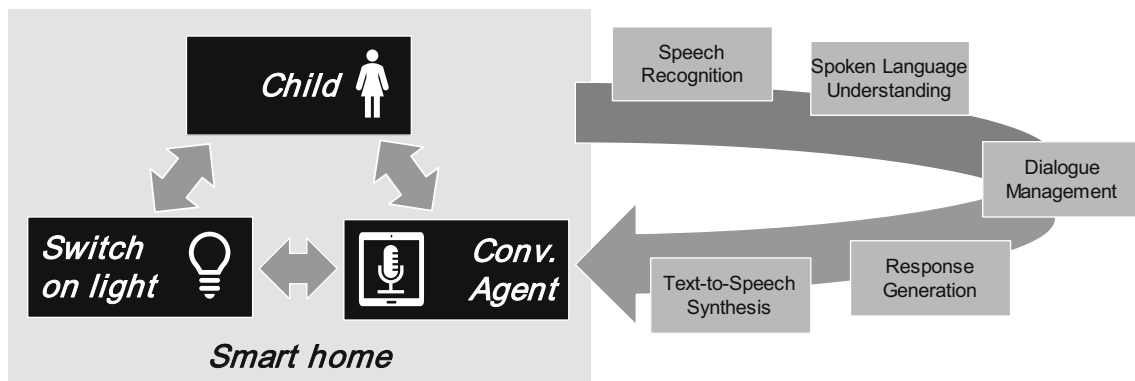 Child
Switch
on light
Conv.
Agent
Smart home
Speech
Recognition
Spoken Language
Understanding
Dialogue
Management
Response
Generation
Text-to-Speech
Synthesis